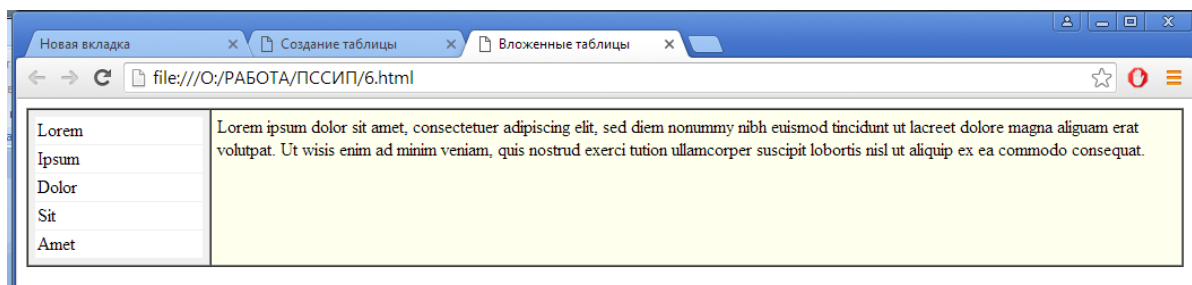 Новая вкладка
Создание таблицы
Вложенные таблицы
file:///O:/РАБОТА/ПССИП/6.html
Lorem
Ipsum
Dolor
Sit
Amet
Lorem ipsum dolor sit amet, consectetuer adipiscing elit, sed diem nonummy nibh euismod tincidunt ut lacreet dolore magna aliguam erat
volutpat. Ut wisis enim ad minim veniam, quis nostrud exerci tution ullamcorper suscipit lobortis nisl ut aliquip ex ea commodo consequat.